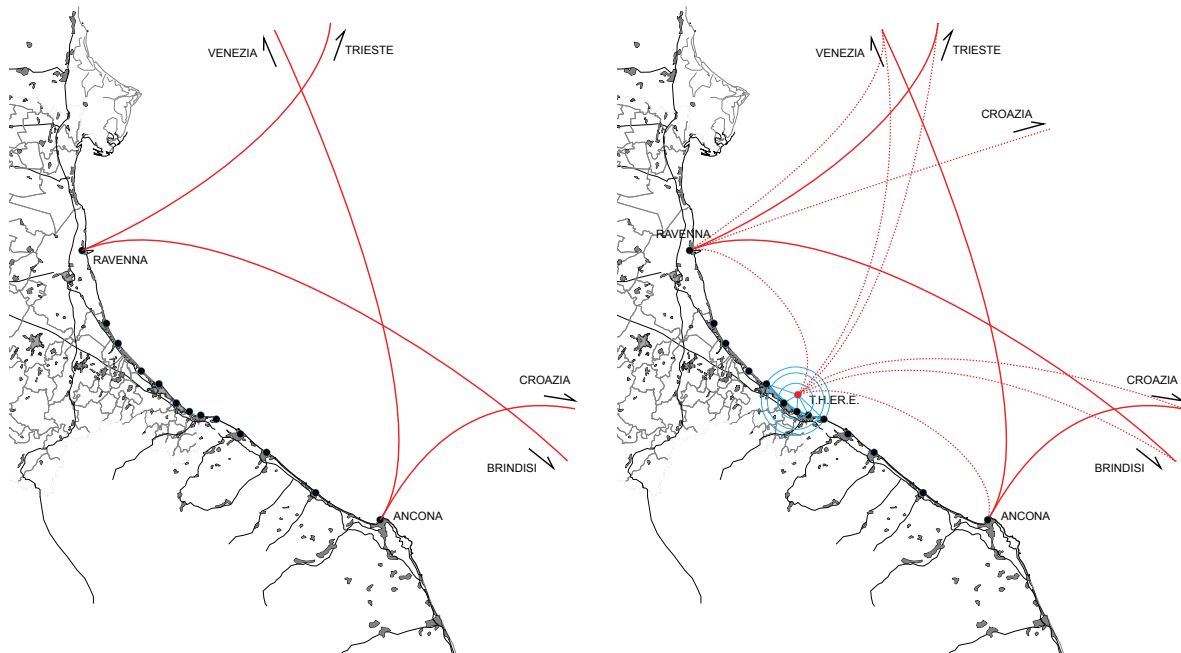 VENEZIA
TRIESTE
RAVENNA
CROAZIA
BRINDISI
ANCONA
VENEZIA
TRIESTE
CROAZIA
RAVENNA
T.H.ER.E.
CROAZIA
BRINDISI
ANCONA